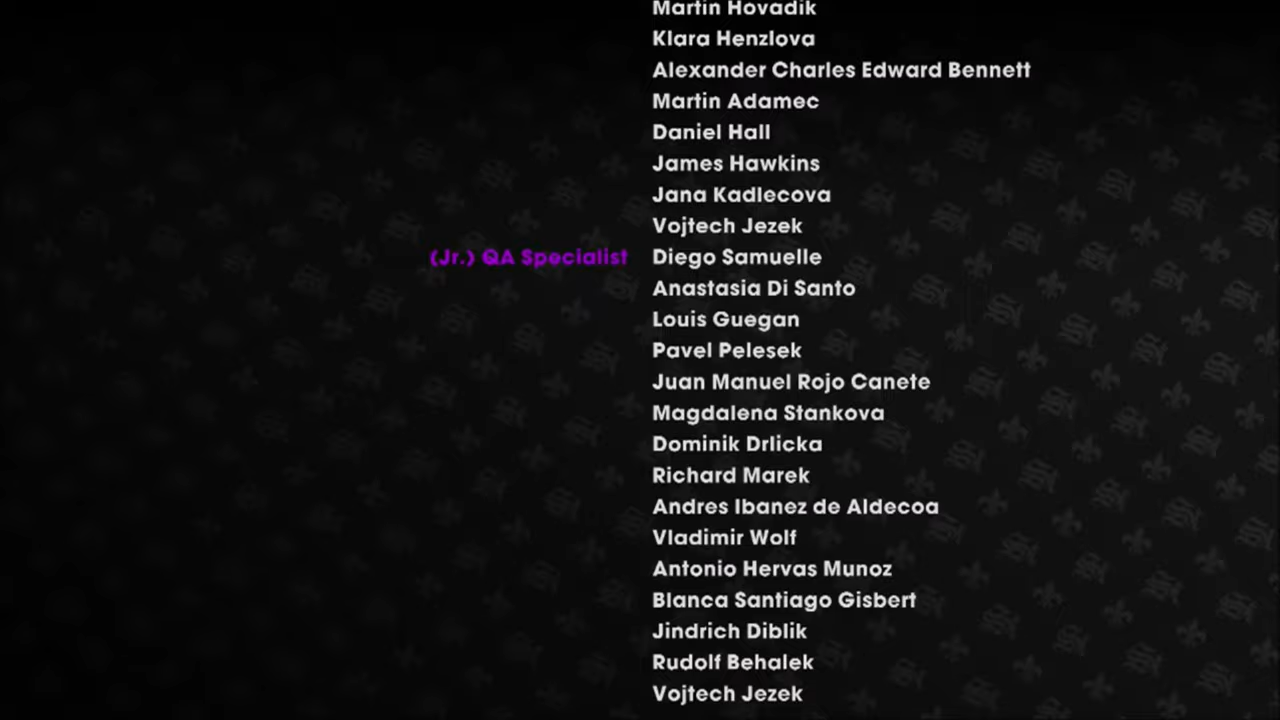 Martin Hovadik
Klara Henzlova
Alexander Charles Edward Bennett
Martin Adamec
Daniel Hall
James Hawkins
Jana Kadlecova
Vojtech Jezek
(Jr.) QA Specialist Diego Samuelle
Anastasia Di Santo
Louis Guegan
Pavel Pelesek
Juan Manuel Rojo Canete
Magdalena Stankova
Dominik Drlicka
Richard Marek
Andres Ibanez de Aldecoa
Vladimir Wolf
Antonio Hervas Munoz
Blanca Santiago Gisbert
Jindrich Diblik
Rudolf Behalek
Vojtech Jezek